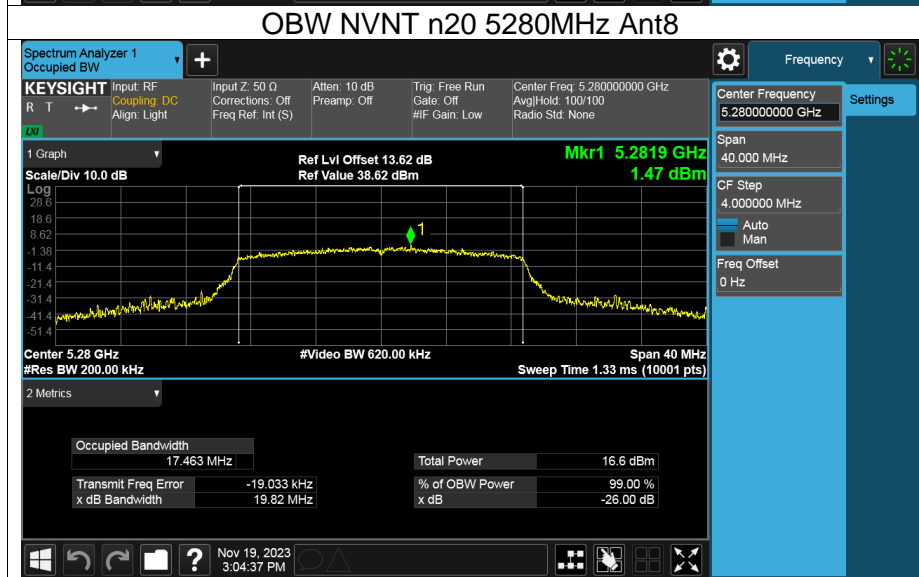 OBW NVNT n20 5280MHz Ant8
Spectrum Analyzer 1
Occupied BW
+
Frequency
KEYSIGHT
R T
LXI
Input: RF
Coupling: DC
Align: Light
Input Z: 50 Ω
Corrections: Off
Freq Ref: Int (S)
Atten: 10 dB
Preamp: Off
Trig: Free Run
Gate: Off
#IF Gain: Low
Center Freq: 5.280000000 GHz
Avg|Hold: 100/100
Radio Std: None
Center Frequency
5.280000000 GHz
Settings
Span
40.000 MHz
CF Step
4.000000 MHz
Auto
Man
Freq Offset
0 Hz
1 Graph
Scale/Div 10.0 dB
Ref Lvl Offset 13.62 dB
Ref Value 38.62 dBm
Mkr1 5.2819 GHz
1.47 dBm
Log
28.6
18.6
8.62
-1.38
-11.4
-21.4
-31.4
-41.4
-51.4
1
Center 5.28 GHz
#Res BW 200.00 kHz
#Video BW 620.00 kHz
Span 40 MHz
Sweep Time 1.33 ms (10001 pts)
2 Metrics
Occupied Bandwidth
17.463 MHz
Transmit Freq Error -19.033 kHz
x dB Bandwidth 19.82 MHz
Total Power 16.6 dBm
% of OBW Power 99.00 %
x dB -26.00 dB
?
Nov 19, 2023
3:04:37 PM